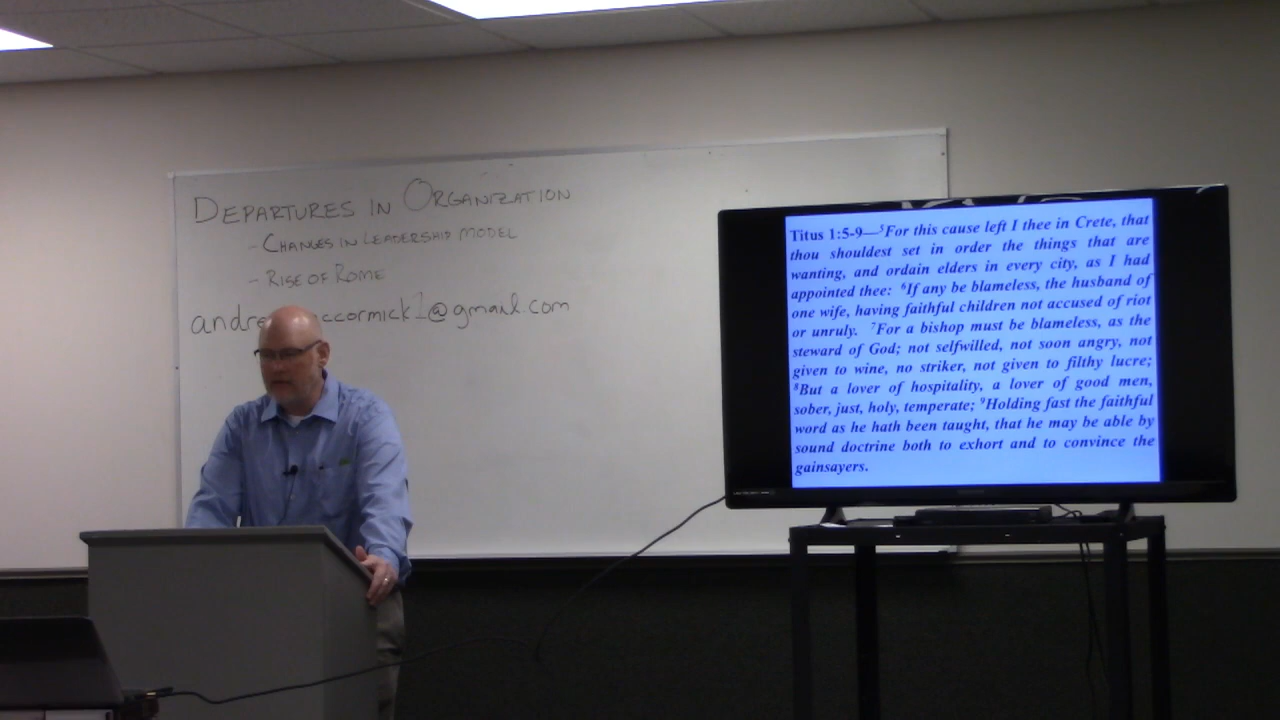 DEPARTURES IN ORGANIZATION
- CHANGES IN LEADERSHIP MODEL
- RISE OF ROME
andre ccormick1@gmail.com
Titus 1:5-9—⁵For this cause left I thee in Crete, that
thou shouldest set in order the things that are
wanting, and ordain elders in every city, as I had
appointed thee: ⁶If any be blameless, the husband of
one wife, having faithful children not accused of riot
or unruly. ⁷For a bishop must be blameless, as the
steward of God; not selfwilled, not soon angry, not
given to wine, no striker, not given to filthy lucre;
⁸But a lover of hospitality, a lover of good men,
sober, just, holy, temperate; ⁹Holding fast the faithful
word as he hath been taught, that he may be able by
sound doctrine both to exhort and to convince the
gainsayers.